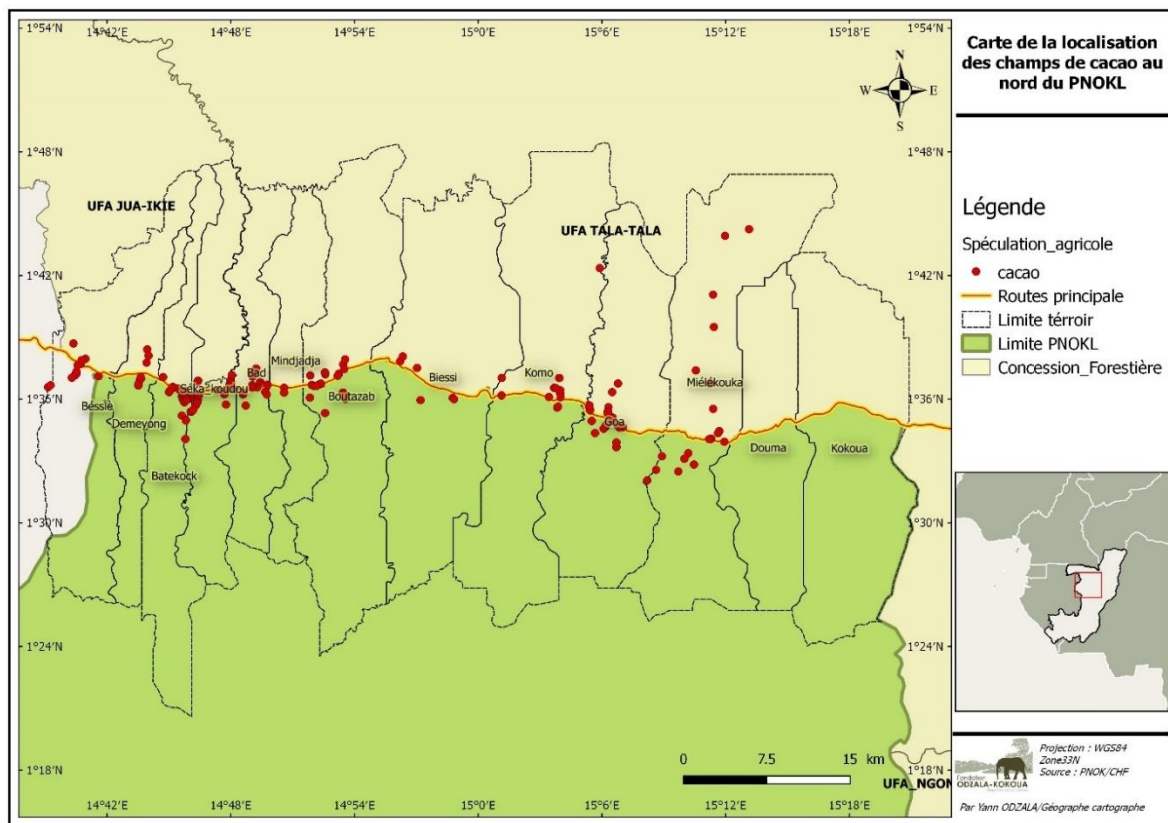 Carte de la localisation
des champs de cacao au
nord du PNOKL
Légende
Spéculation_agricole
cacao
Routes principale
Limite térroir
Limite PNOKL
Concession_Forestière
1°54'N
14°42'E
14°48'E
14°54'E
15°0'E
15°6'E
15°12'E
15°18'E
1°54'N
N
W E
S
1°48'N
1°48'N
UFA JUA-IKIE
UFA TALA-TALA
1°42'N
1°42'N
Mindjadja
Bad
Komo
Miélékouka
Séka-koudou
Biessi
Boutazab
1°36'N
1°36'N
Béssie
Demeyong
Goa
Batekock
Douma
Kokoua
1°30'N
1°30'N
1°24'N
1°24'N
0 7.5 15 km
1°18'N
1°18'N
UFA_NGON
14°42'E
14°48'E
14°54'E
15°0'E
15°6'E
15°12'E
15°18'E
Fondation
ODZALA-KOKOUA
Projection : WGS84
Zone33N
Source : PNOK/CHF
Par Yann ODZALA/Géographe cartographe